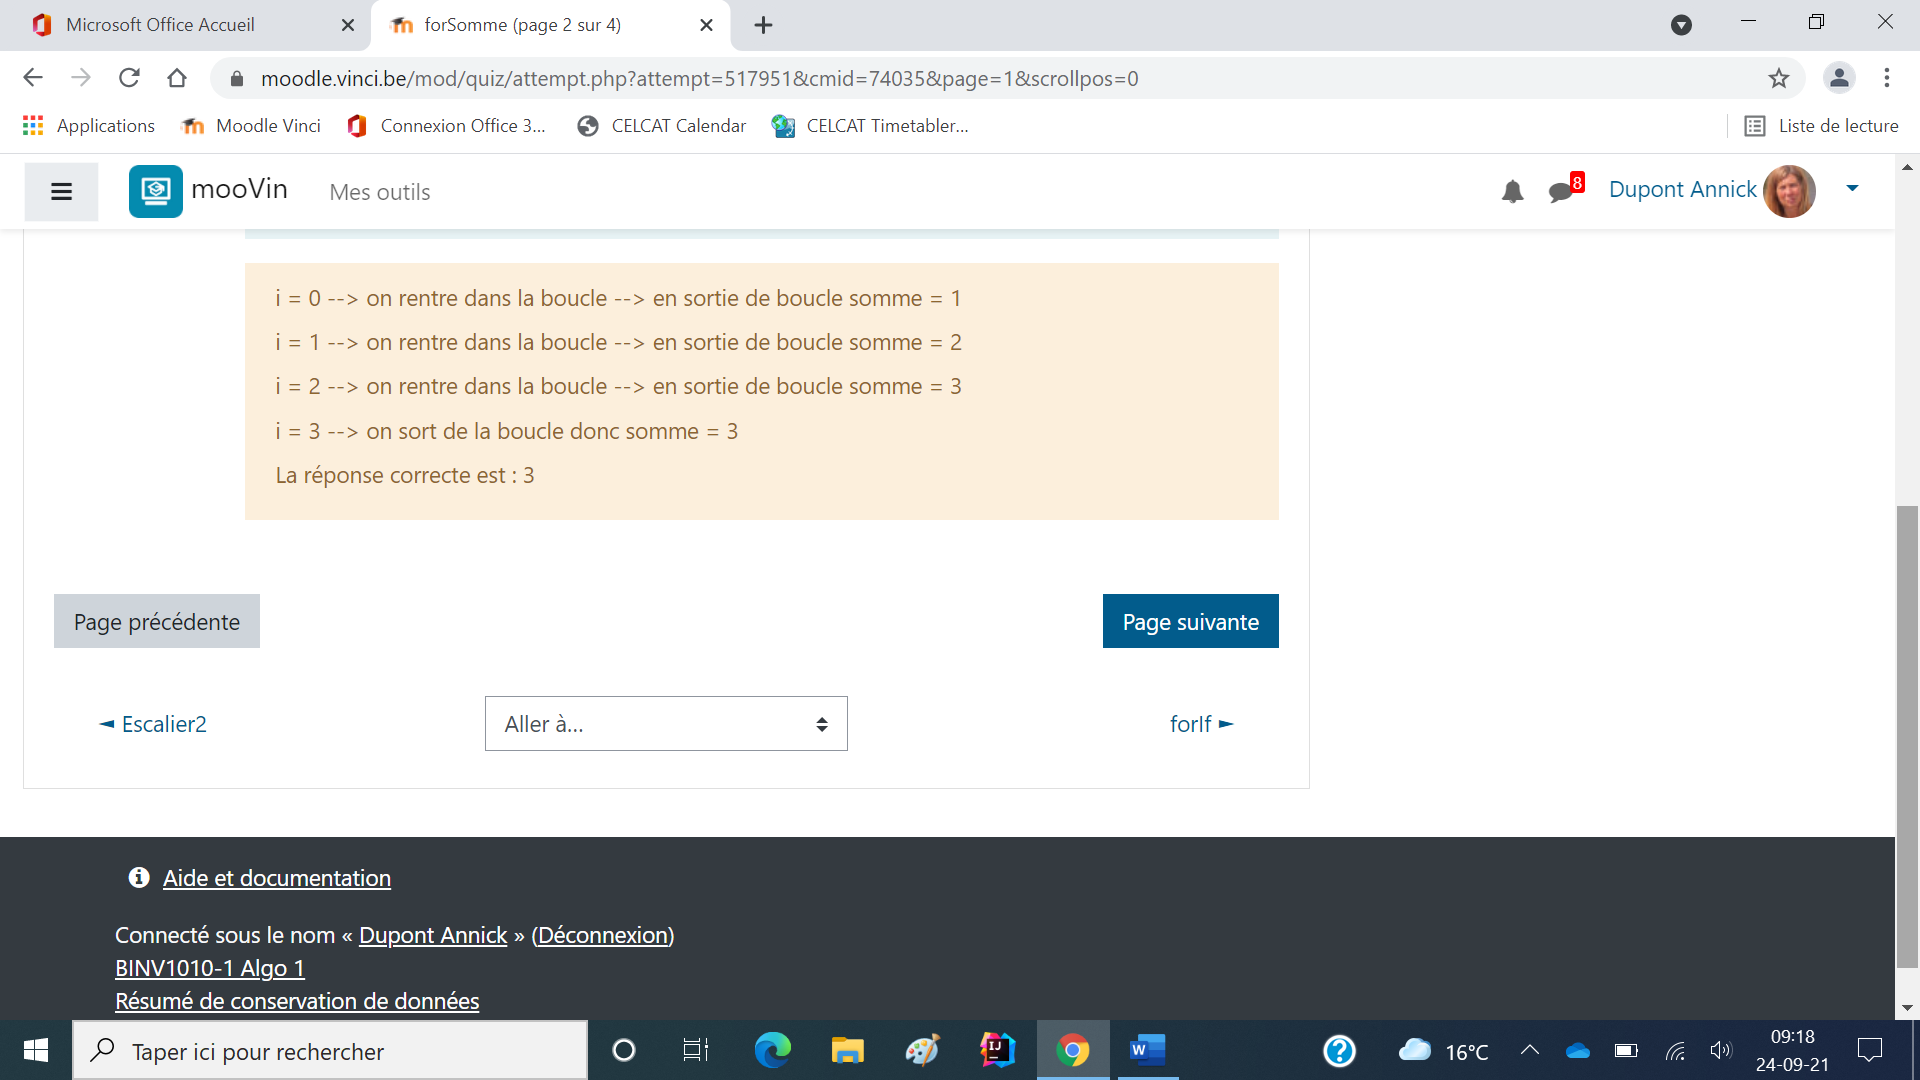 Microsoft Office Accueil
forSomme (page 2 sur 4)
moodle.vinci.be/mod/quiz/attempt.php?attempt=517951&cmid=74035&page=1&scrollpos=0
Applications
Moodle Vinci
Connexion Office 3...
CELCAT Calendar
CELCAT Timetabler...
Liste de lecture
mooVin
Mes outils
8
Dupont Annick
i = 0 --> on rentre dans la boucle --> en sortie de boucle somme = 1
i = 1 --> on rentre dans la boucle --> en sortie de boucle somme = 2
i = 2 --> on rentre dans la boucle --> en sortie de boucle somme = 3
i = 3 --> on sort de la boucle donc somme = 3
La réponse correcte est : 3
Page précédente
Page suivante
◄ Escalier2
Aller à...
forIf ►
Aide et documentation
Connecté sous le nom « Dupont Annick » (Déconnexion)
BINV1010-1 Algo 1
Résumé de conservation de données
Taper ici pour rechercher
IJ
W
16°C
09:18
24-09-21